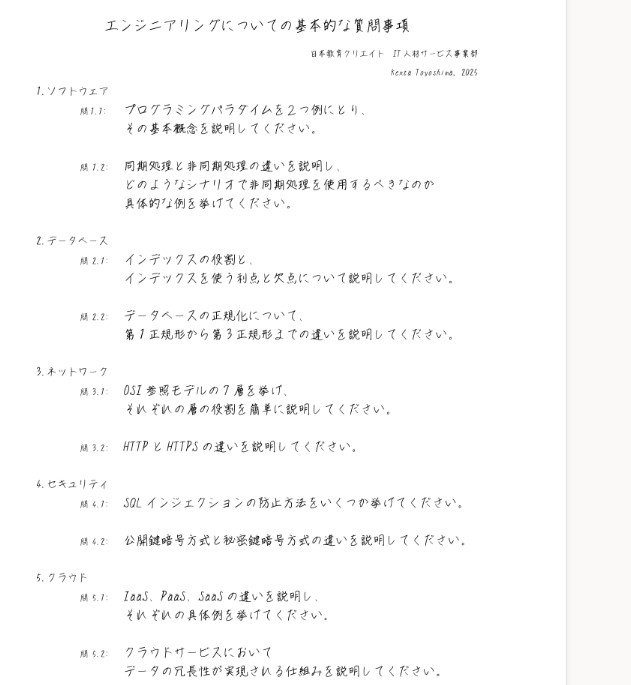 エンジニアリングについての基本的な質問事項
日本教育クリエイト IT人材サービス事業部
Kenta Toyoshima, 2025
1.ソフトウェア
問1.1: プログラミングパラダイムを2つ例にとり、
その基本概念を説明してください。
問1.2: 同期処理と非同期処理の違いを説明し、
どのようなシナリオで非同期処理を使用するべきなのか
具体的な例を挙げてください。
2.データベース
問2.1: インデックスの役割と、
インデックスを使う利点と欠点について説明してください。
問2.2: データベースの正規化について、
第1正規形から第3正規形までの違いを説明してください。
3.ネットワーク
問3.1: OSI参照モデルの7層を挙げ、
それぞれの層の役割を簡単に説明してください。
問3.2: HTTPとHTTPSの違いを説明してください。
4.セキュリティ
問4.1: SQLインジェクションの防止方法をいくつか挙げてください。
問4.2: 公開鍵暗号方式と秘密鍵暗号方式の違いを説明してください。
5.クラウド
問5.1: IaaS、PaaS、SaaSの違いを説明し、
それぞれの具体例を挙げてください。
問5.2: クラウドサービスにおいて
データの冗長性が実現される仕組みを説明してください。